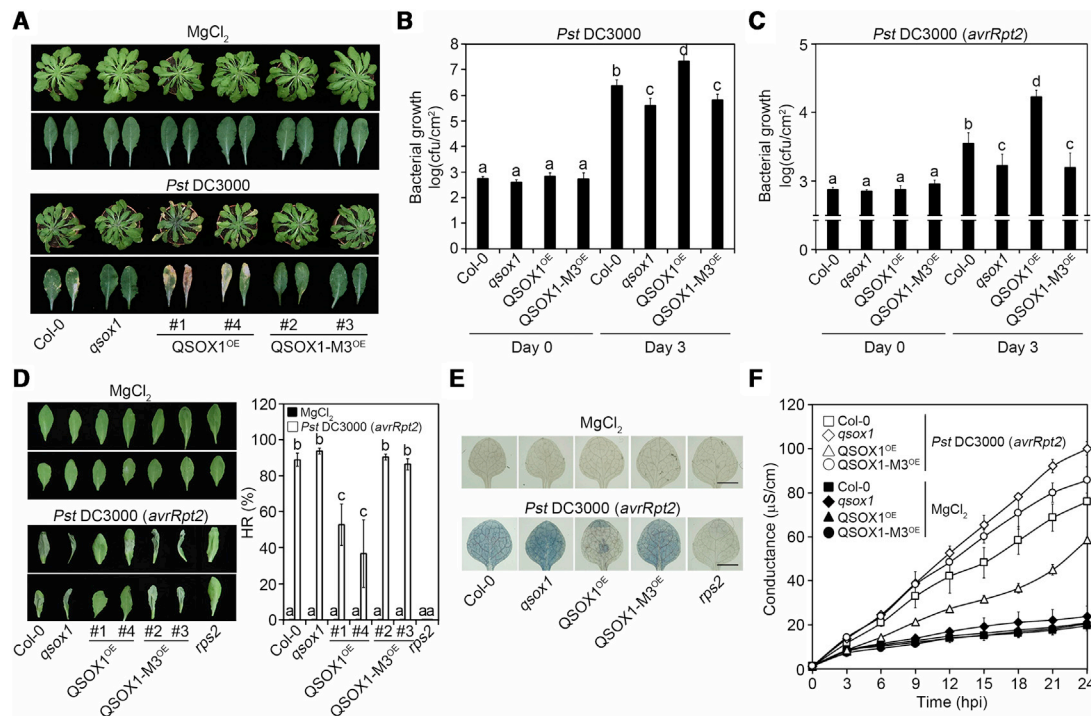 A
MgCl2
Pst DC3000
Col-0
qsox1
#1
#4
QSOX1OE
#2
#3
QSOX1-M3OE
B
Pst DC3000
Bacterial growth
log(cfu/cm2)
8
7
6
5
4
3
2
1
0
a
a
a
a
b
c
d
c
Col-0
qsox1
QSOX1OE
QSOX1-M3OE
Col-0
qsox1
QSOX1OE
QSOX1-M3OE
Day 0
Day 3
C
Pst DC3000 (avrRpt2)
Bacterial growth
log(cfu/cm2)
5
4
3
0
a
a
a
a
b
c
d
c
Col-0
qsox1
QSOX1OE
QSOX1-M3OE
Col-0
qsox1
QSOX1OE
QSOX1-M3OE
Day 0
Day 3
D
MgCl2
Pst DC3000 (avrRpt2)
Col-0
qsox1
#1 #4
QSOX1OE
#2 #3
QSOX1-M3OE
rps2
HR (%)
120
100
80
60
40
20
0
MgCl2
Pst DC3000 (avrRpt2)
b
b
c
c
b
b
a
a
a
a
a
a
aa
Col-0
qsox1
#1 #4
QSOX1OE
#2 #3
QSOX1-M3OE
rps2
E
MgCl2
Pst DC3000 (avrRpt2)
Col-0
qsox1
QSOX1OE
QSOX1-M3OE
rps2
F
Conductance (µS/cm)
120
100
80
60
40
20
0
Col-0
qsox1
QSOX1OE
QSOX1-M3OE
Pst DC3000 (avrRpt2)
Col-0
qsox1
QSOX1OE
QSOX1-M3OE
MgCl2
0 3 6 9 12 15 18 21 24
Time (hpi)